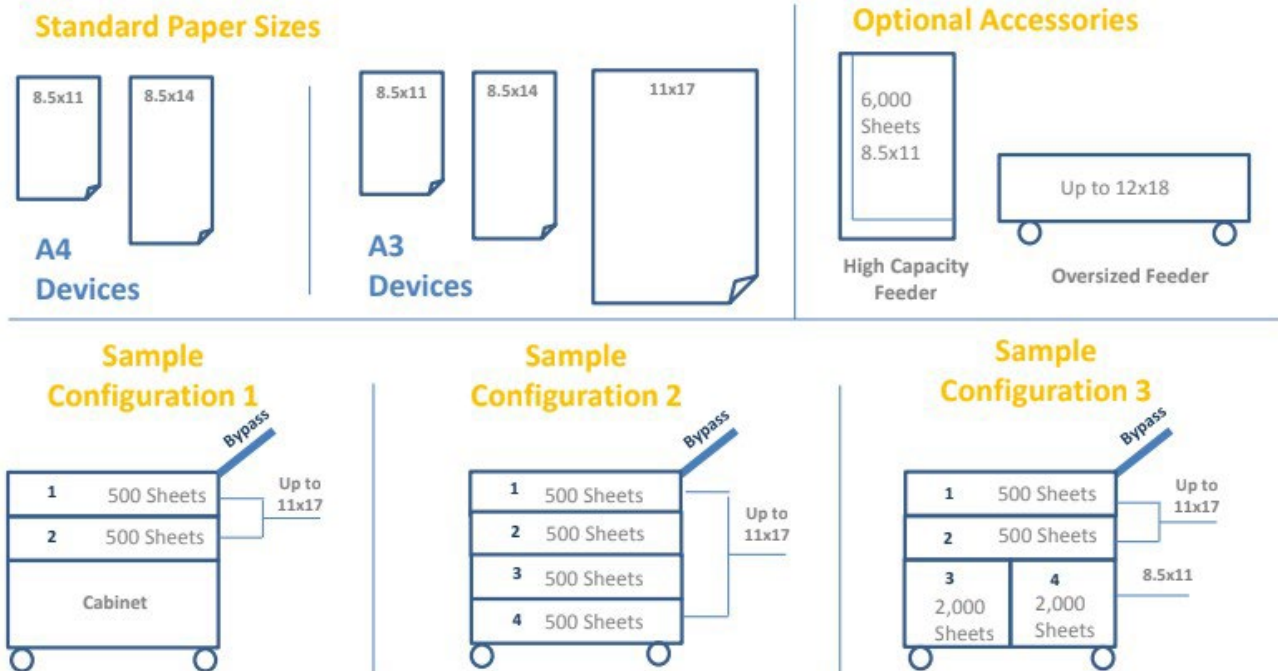 Standard Paper Sizes
8.5x11
8.5x14
A4
Devices
8.5x11
8.5x14
11x17
A3
Devices
Optional Accessories
6,000
Sheets
8.5x11
High Capacity
Feeder
Up to 12x18
Oversized Feeder
Sample
Configuration 1
Bypass
1 500 Sheets
2 500 Sheets
Up to
11x17
Cabinet
Sample
Configuration 2
Bypass
1 500 Sheets
2 500 Sheets
3 500 Sheets
4 500 Sheets
Up to
11x17
Sample
Configuration 3
Bypass
1 500 Sheets
2 500 Sheets
Up to
11x17
3
2,000
Sheets
4
2,000
Sheets
8.5x11